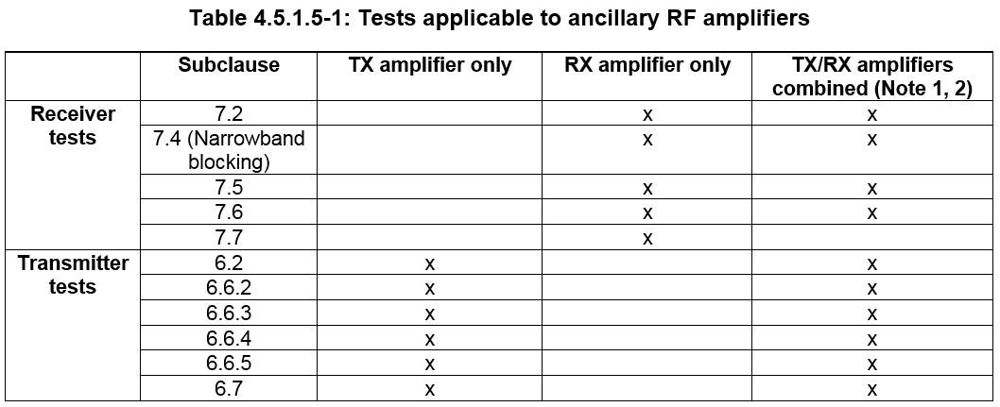 Table 4.5.1.5-1: Tests applicable to ancillary RF amplifiers
Subclause TX amplifier only RX amplifier only TX/RX amplifiers
combined (Note 1, 2)
Receiver
tests
7.2 x x
7.4 (Narrowband
blocking) x x
7.5 x x
7.6 x x
7.7 x
Transmitter
tests
6.2 x x
6.6.2 x x
6.6.3 x x
6.6.4 x x
6.6.5 x x
6.7 x x